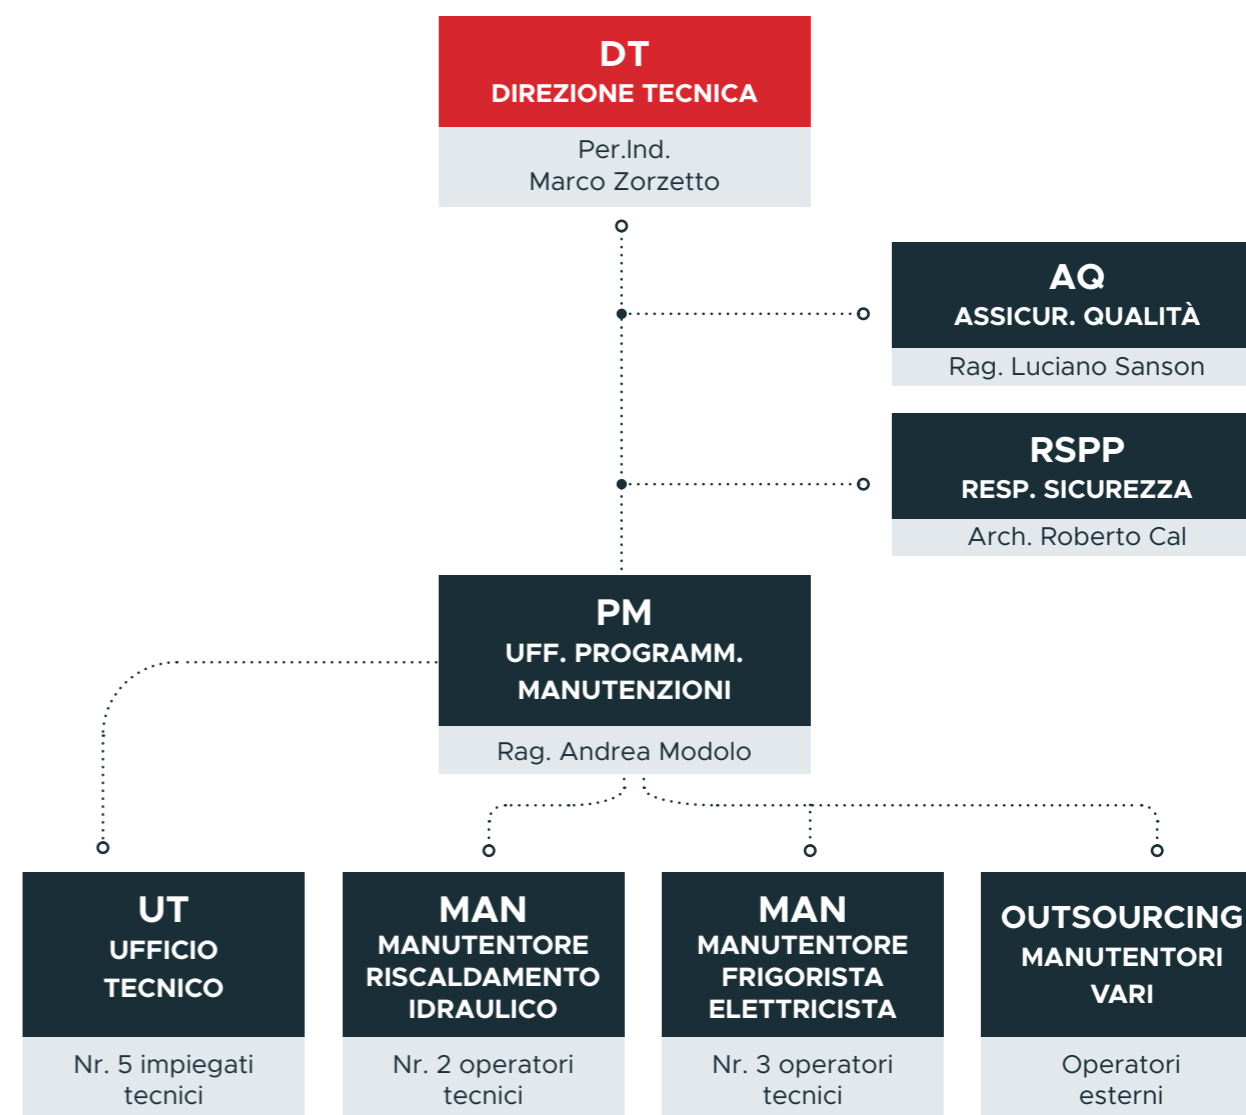 DT
DIREZIONE TECNICA
Per.Ind.
Marco Zorzetto
AQ
ASSICUR. QUALITÀ
Rag. Luciano Sanson
RSPP
RESP. SICUREZZA
Arch. Roberto Cal
PM
UFF. PROGRAMM.
MANUTENZIONI
Rag. Andrea Modolo
UT
UFFICIO
TECNICO
Nr. 5 impiegati
tecnici
MAN
MANUTENTORE
RISCALDAMENTO
IDRAULICO
Nr. 2 operatori
tecnici
MAN
MANUTENTORE
FRIGORISTA
ELETTRICISTA
Nr. 3 operatori
tecnici
OUTSOURCING
MANUTENTORI
VARI
Operatori
esterni